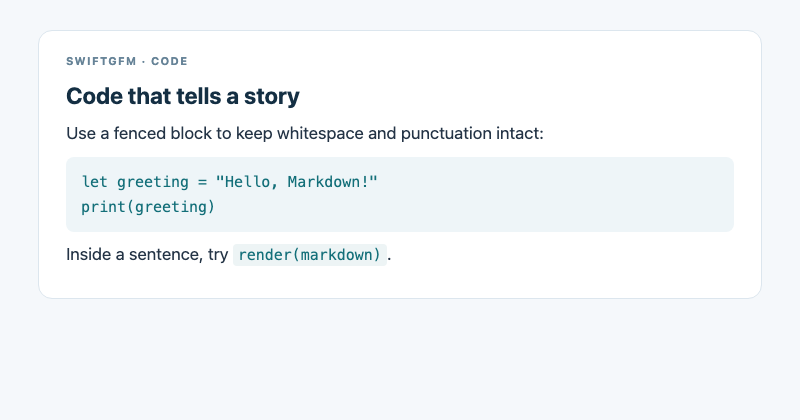 SWIFTGFM · CODE
Code that tells a story
Use a fenced block to keep whitespace and punctuation intact:
let greeting = "Hello, Markdown!"
print(greeting)
Inside a sentence, try render(markdown).